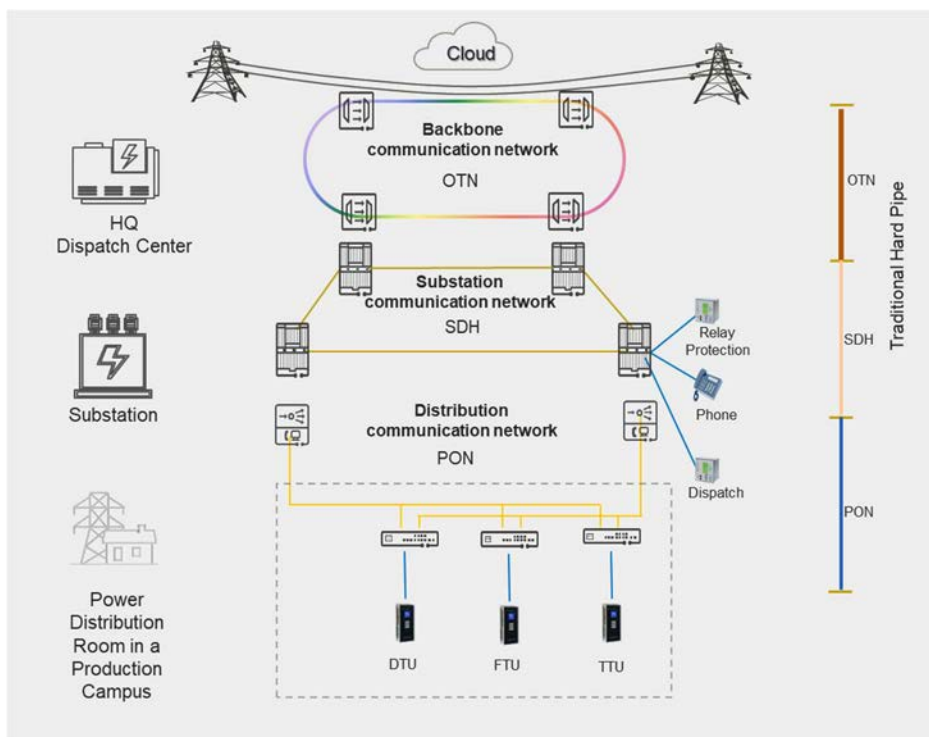 Cloud
Backbone
communication network
OTN
HQ
Dispatch Center
OTN
Traditional Hard Pipe
Substation
communication network
SDH
Relay
Protection
SDH
Substation
Phone
Distribution
communication network
PON
Dispatch
PON
Power
Distribution
Room in a
Production
Campus
DTU
FTU
TTU